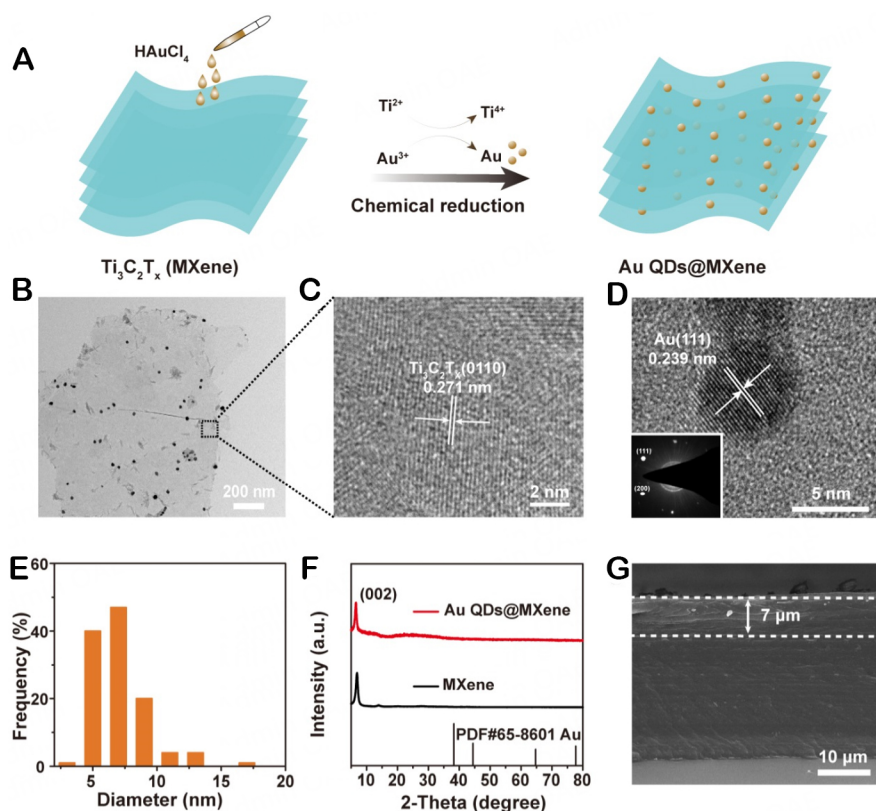 A
HAuCl₄
Ti²⁺ Ti⁴⁺
Au³⁺ Au
Chemical reduction
Ti₃C₂Tₓ (MXene)
Au QDs@MXene
B
200 nm
C
Ti₃C₂Tₓ(0110)
0.271 nm
2 nm
D
Au(111)
0.239 nm
(111)
(200)
5 nm
E
Frequency (%)
60
40
20
0
5 10 15 20
Diameter (nm)
F
Intensity (a.u.)
(002)
Au QDs@MXene
MXene
PDF#65-8601 Au
10 20 30 40 50 60 70 80
2-Theta (degree)
G
7 μm
10 μm